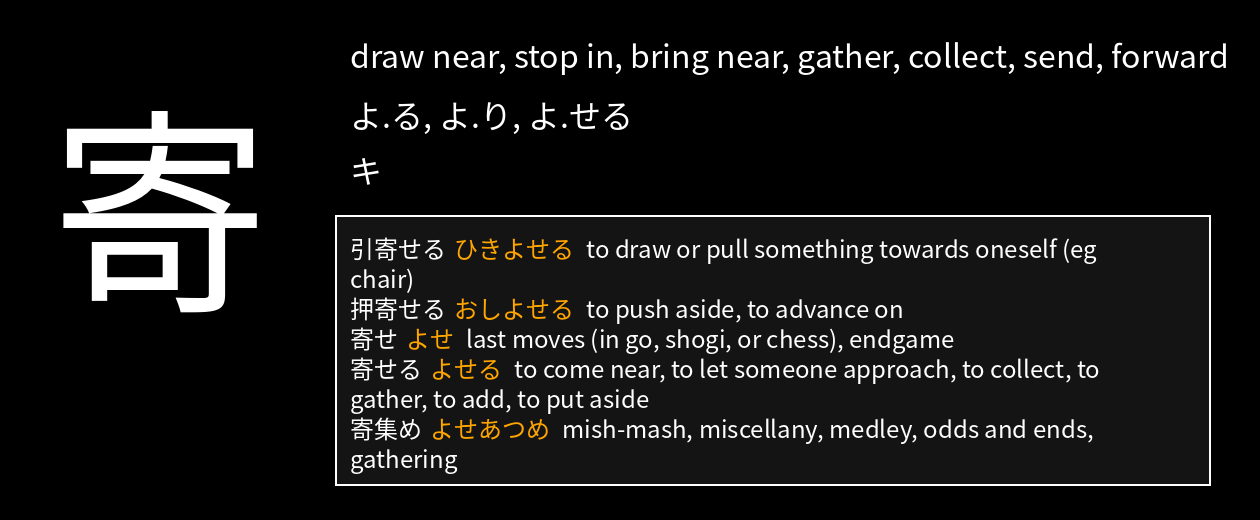 寄
draw near, stop in, bring near, gather, collect, send, forward
よ.る, よ.り, よ.せる
キ
引寄せる ひきよせる to draw or pull something towards oneself (eg
chair)
押寄せる おしよせる to push aside, to advance on
寄せ よせ last moves (in go, shogi, or chess), endgame
寄せる よせる to come near, to let someone approach, to collect, to
gather, to add, to put aside
寄集め よせあつめ mish-mash, miscellany, medley, odds and ends,
gathering